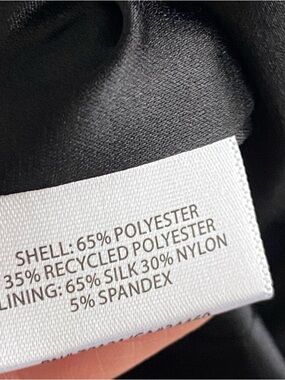 SHELL: 65% POLYESTER
35% RECYCLED POLYESTER
LINING: 65% SILK 30% NYLON
5% SPANDEX